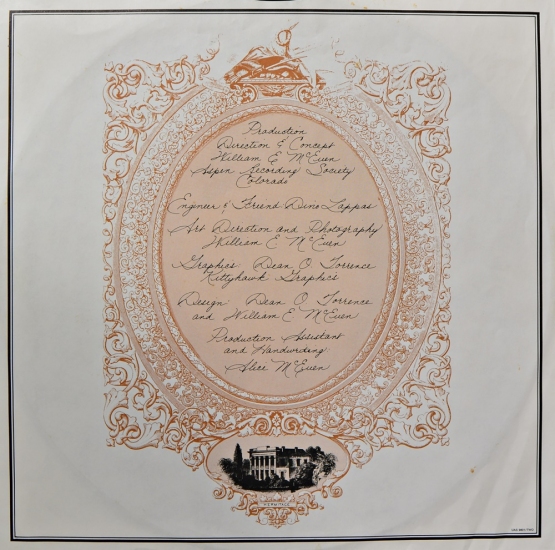 Production
Direction & Concept
William E McEuen
Aspen Recording Society
Colorado
Engineer & Friend Dino Lappas
Art Direction and Photography
William E McEuen
Graphics: Dean O. Torrence
Kittyhawk Graphics
Design: Dean O. Torrence
and William E McEuen
Production Assistant
and Handwriting:
Alice McEuen
HERMITAGE